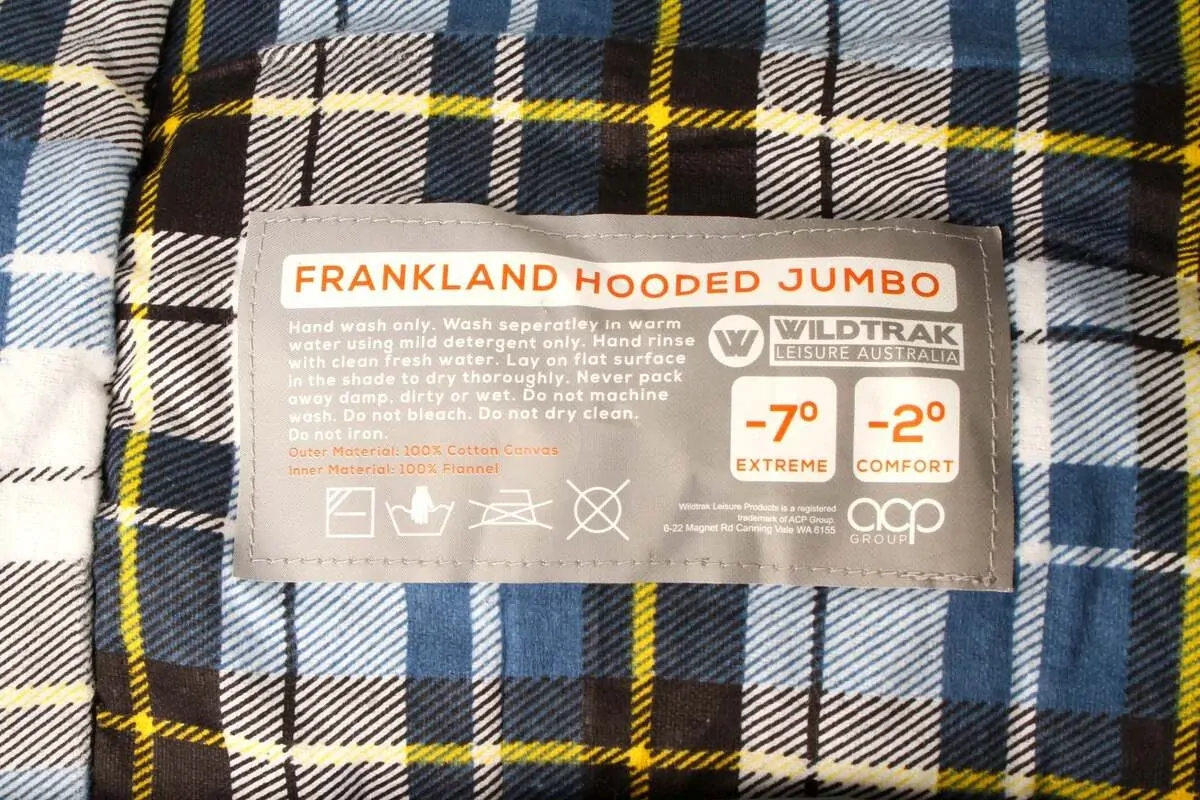 FRANKLAND HOODED JUMBO
Hand wash only. Wash seperatley in warm
water using mild detergent only. Hand rinse
with clean fresh water. Lay on flat surface
in the shade to dry thoroughly. Never pack
away damp, dirty or wet. Do not machine
wash. Do not bleach. Do not dry clean.
Do not iron.
Outer Material: 100% Cotton Canvas
Inner Material: 100% Flannel
W WILDTRAK
LEISURE AUSTRALIA
-7º
EXTREME
-2º
COMFORT
Wildtrax Leisure Products is a registered
trademark of ACP Group.
6-22 Magnet Rd Canning Vale WA 6155
acp
GROUP